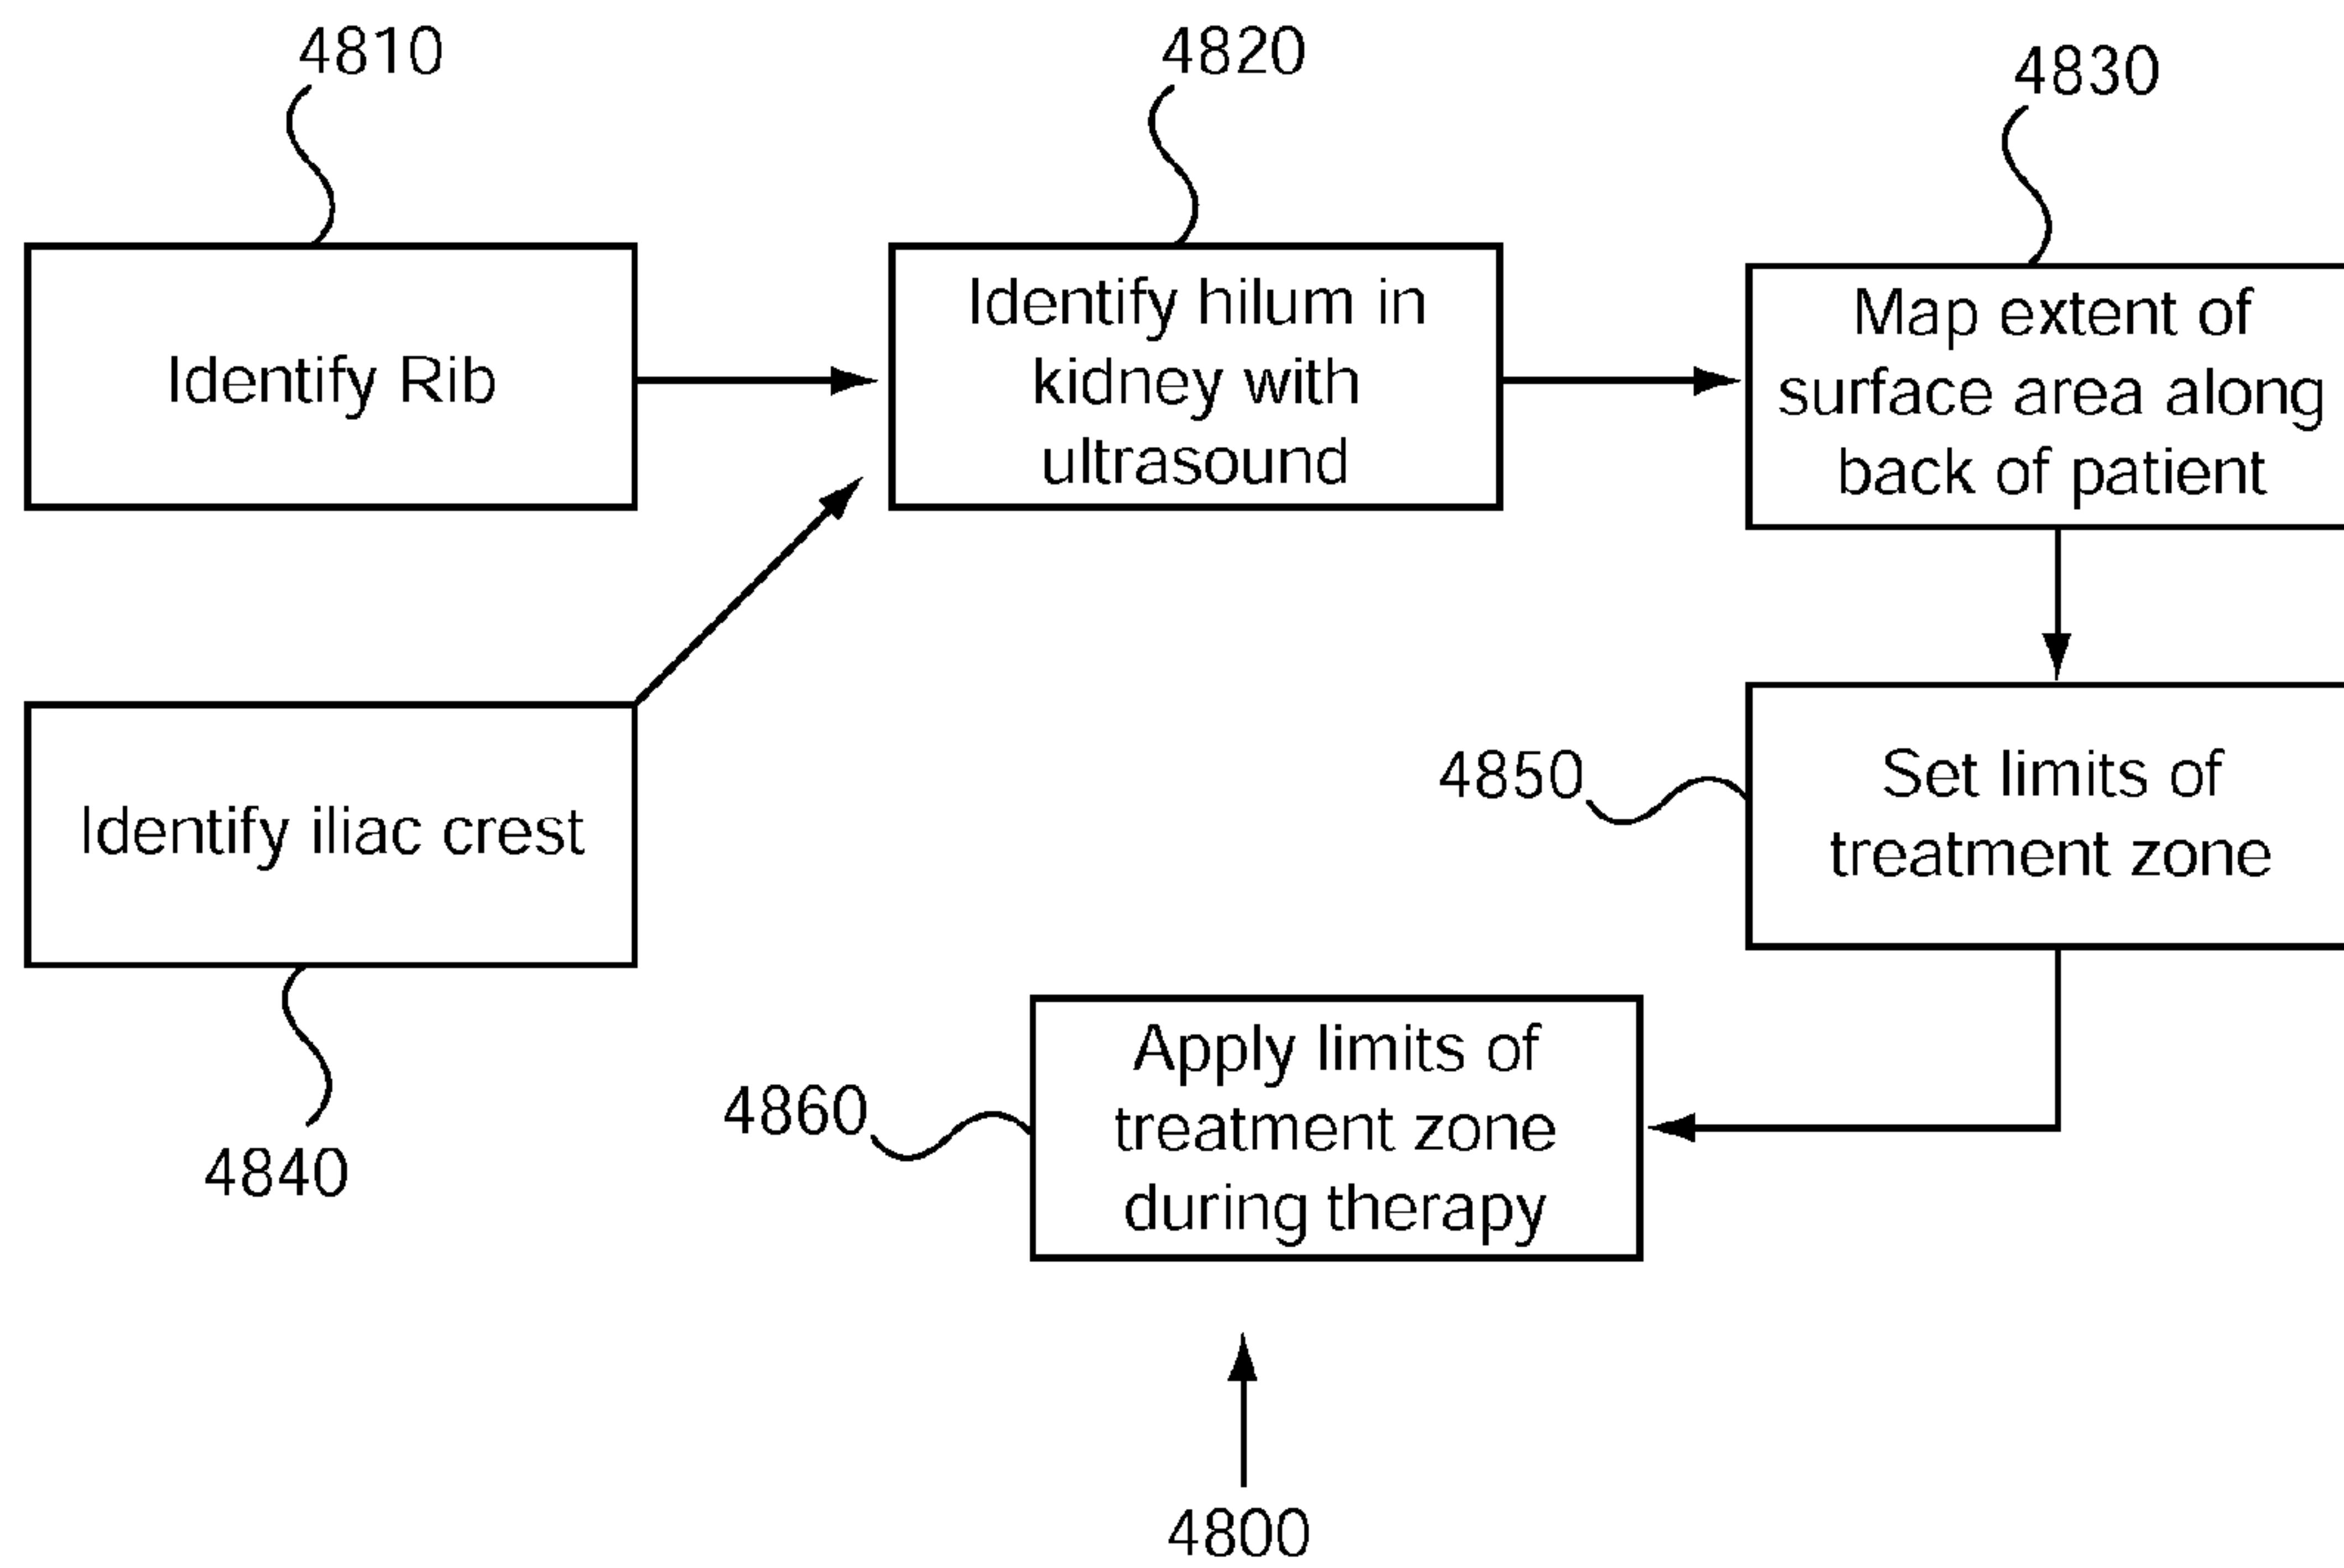 4810
4820
4830
Identify Rib
Identify hilum in
kidney with
ultrasound
Map extent of
surface area along
back of patient
Identify iliac crest
4840
4850
Set limits of
treatment zone
4860
Apply limits of
treatment zone
during therapy
4800